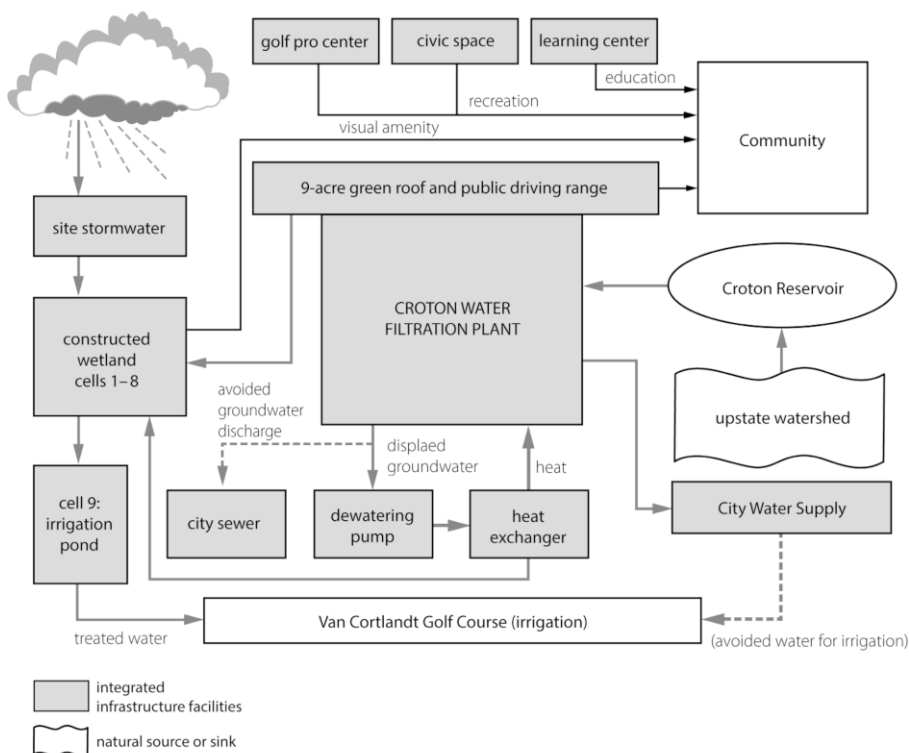 golf pro center
civic space
learning center
education
recreation
visual amenity
Community
9-acre green roof and public driving range
site stormwater
CROTON WATER
FILTRATION PLANT
Croton Reservoir
constructed
wetland
cells 1–8
upstate watershed
avoided
groundwater
discharge
displaed
groundwater
heat
cell 9:
irrigation
pond
city sewer
dewatering
pump
heat
exchanger
City Water Supply
Van Cortlandt Golf Course (irrigation)
treated water
(avoided water for irrigation)
integrated
infrastructure facilities
natural source or sink